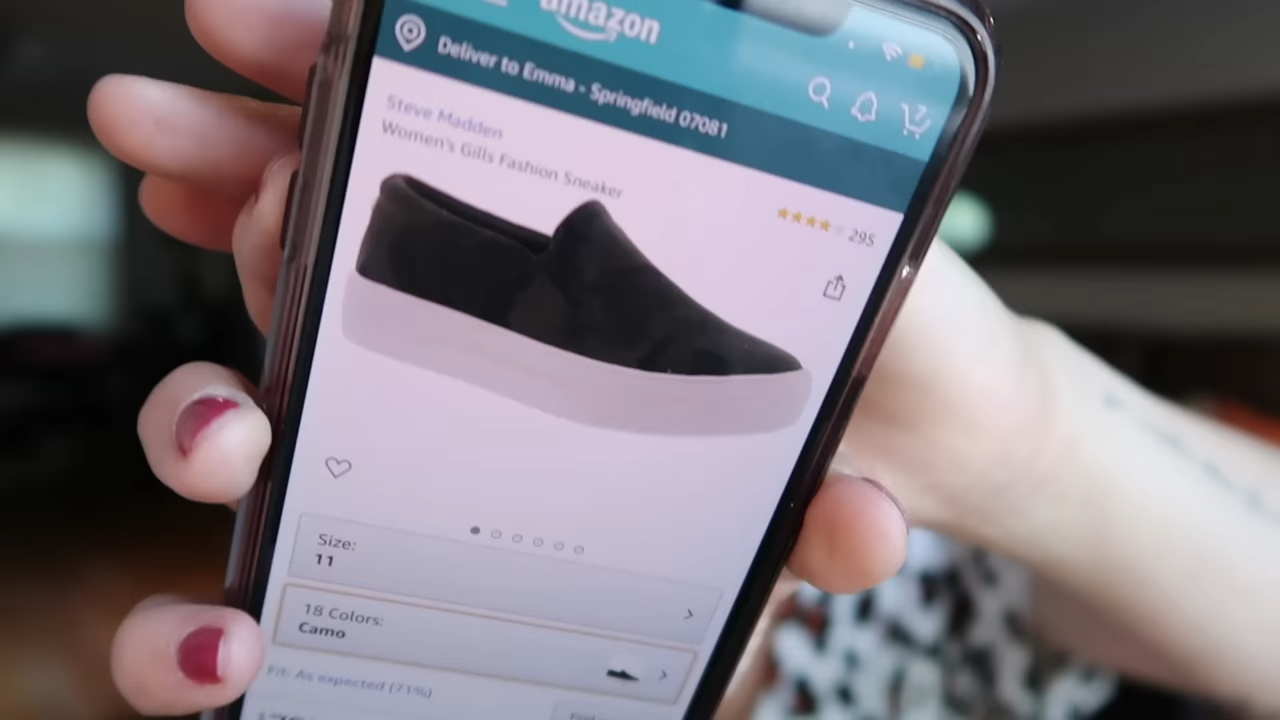 amazon
Deliver to Emma - Springfield 07081
7
Steve Madden
Women's Gills Fashion Sneaker
295
Size:
11
18 Colors:
Camo
Fit: As expected (71%)